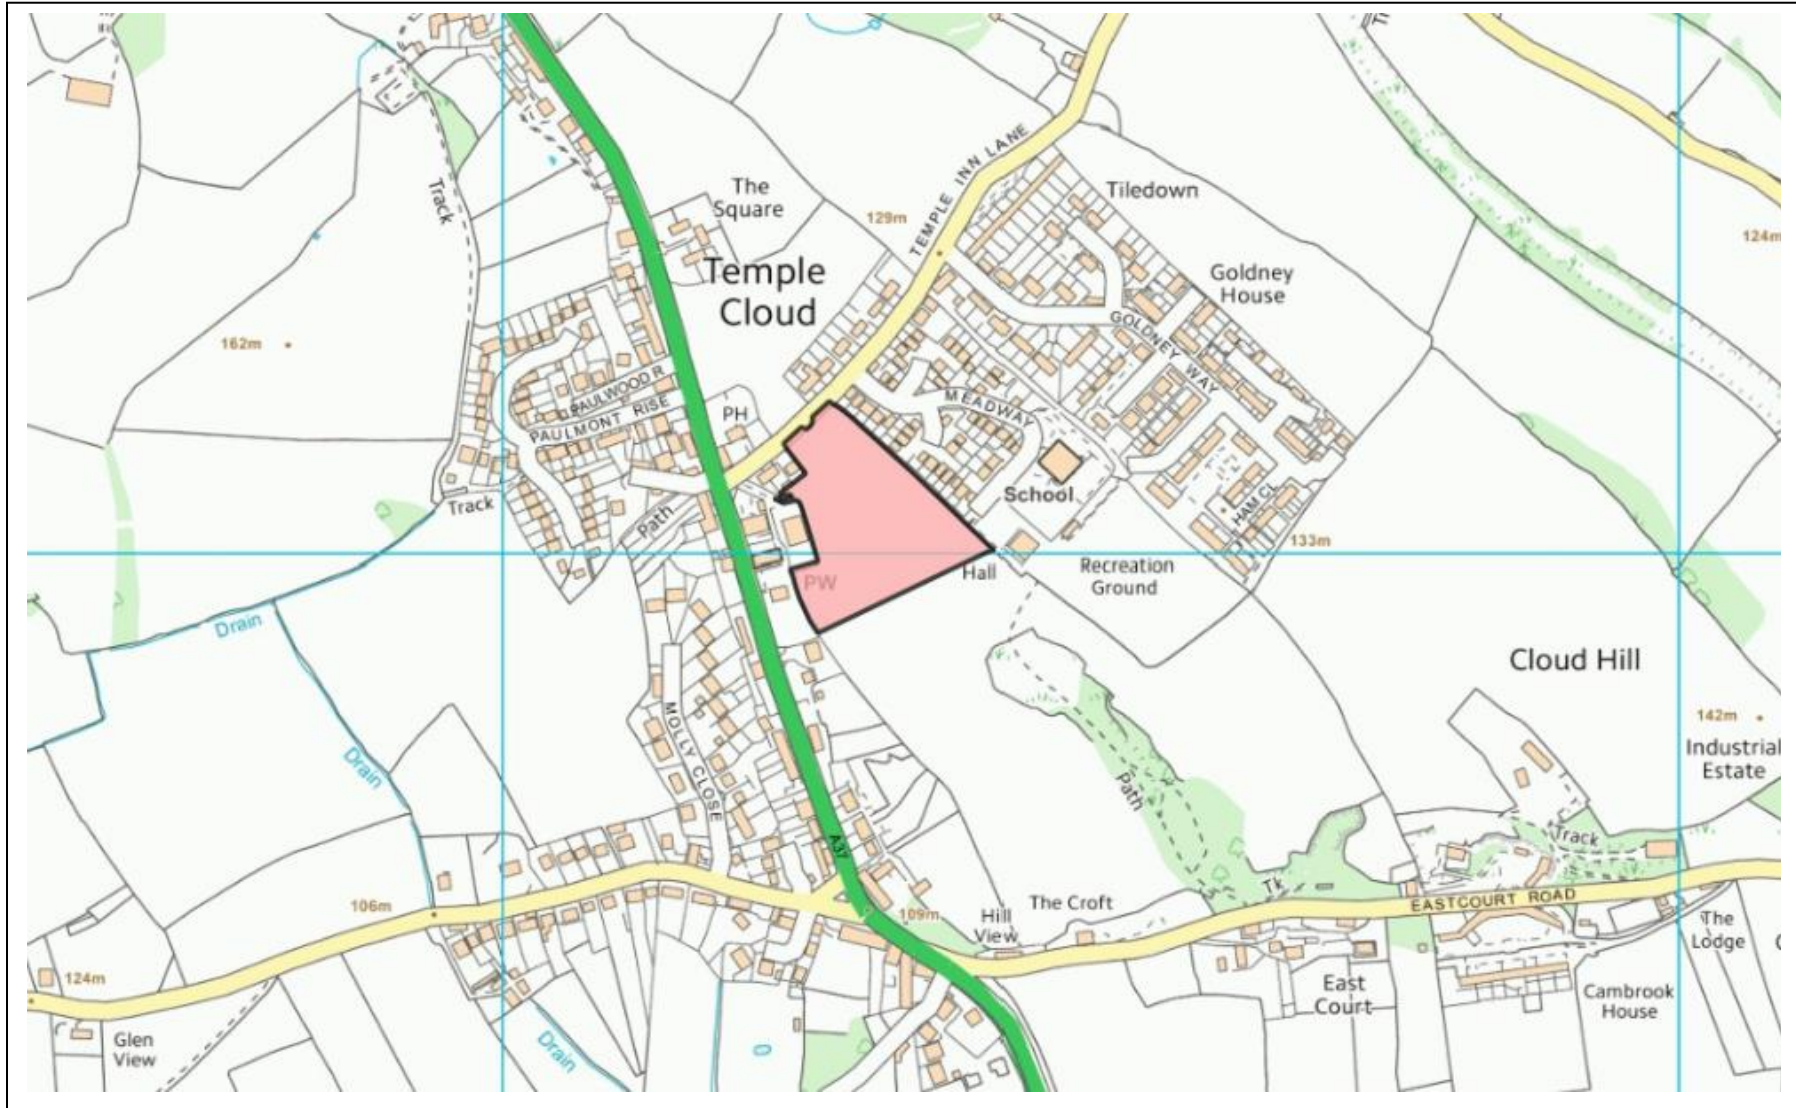 Track
The
Square
Tiledown
TEMPLE INN LANE
129m
124m
Temple
Cloud
Goldney
House
162m
GOLDNEY WAY
PAULWOOD R
PAULMONT RISE
PH
MEADWAY
School
HAM CL
Track
Path
133m
Hall
Recreation
Ground
PW
Drain
Cloud Hill
MOLLY CLOSE
142m
Industrial
Estate
Drain
Path
A37
Track
Tk
106m
109m
Hill
View
The Croft
EASTCOURT ROAD
The
Lodge
124m
East
Court
Cambrook
House
Glen
View
Drain